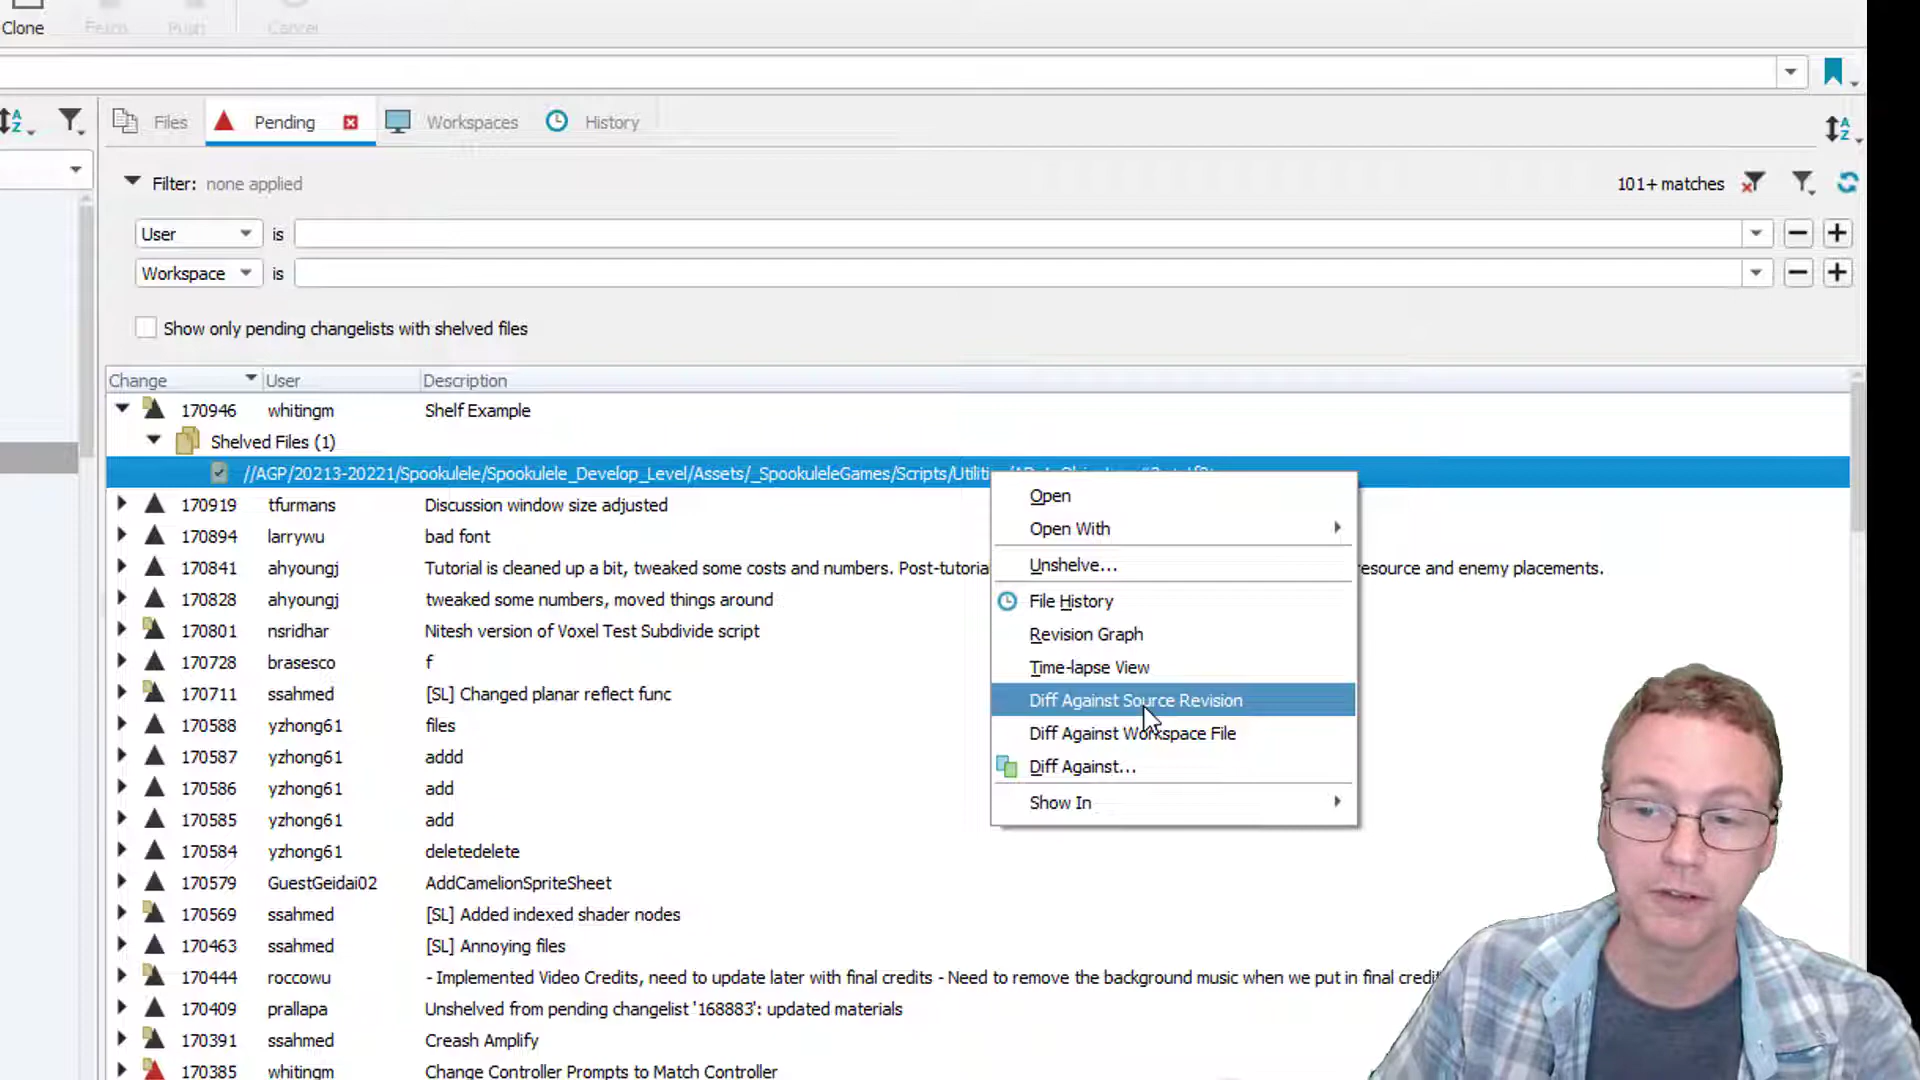 Clone Fetch Push Cancel
Files Pending Workspaces History
Filter: none applied 101+ matches
User is
Workspace is
Show only pending changelists with shelved files
Change User Description
170946 whitingm Shelf Example
Shelved Files (1)
//AGP/20213-20221/Spookulele/Spookulele_Develop_Level/Assets/_SpookuleleGames/Scripts/Utiliti
170919 tfurmans Discussion window size adjusted
170894 larrywu bad font
170841 ahyoungj Tutorial is cleaned up a bit, tweaked some costs and numbers. Post-tutoria esource and enemy placements.
170828 ahyoungj tweaked some numbers, moved things around
170801 nsridhar Nitesh version of Voxel Test Subdivide script
170728 brasesco f
170711 ssahmed [SL] Changed planar reflect func
170588 yzhong61 files
170587 yzhong61 addd
170586 yzhong61 add
170585 yzhong61 add
170584 yzhong61 deletedelete
170579 GuestGeidai02 AddCamelionSpriteSheet
170569 ssahmed [SL] Added indexed shader nodes
170463 ssahmed [SL] Annoying files
170444 roccowu - Implemented Video Credits, need to update later with final credits - Need to remove the background music when we put in final credit
170409 prallapa Unshelved from pending changelist '168883': updated materials
170391 ssahmed Creash Amplify
170385 whitingm Change Controller Prompts to Match Controller
Open
Open With
Unshelve...
File History
Revision Graph
Time-lapse View
Diff Against Source Revision
Diff Against Workspace File
Diff Against...
Show In